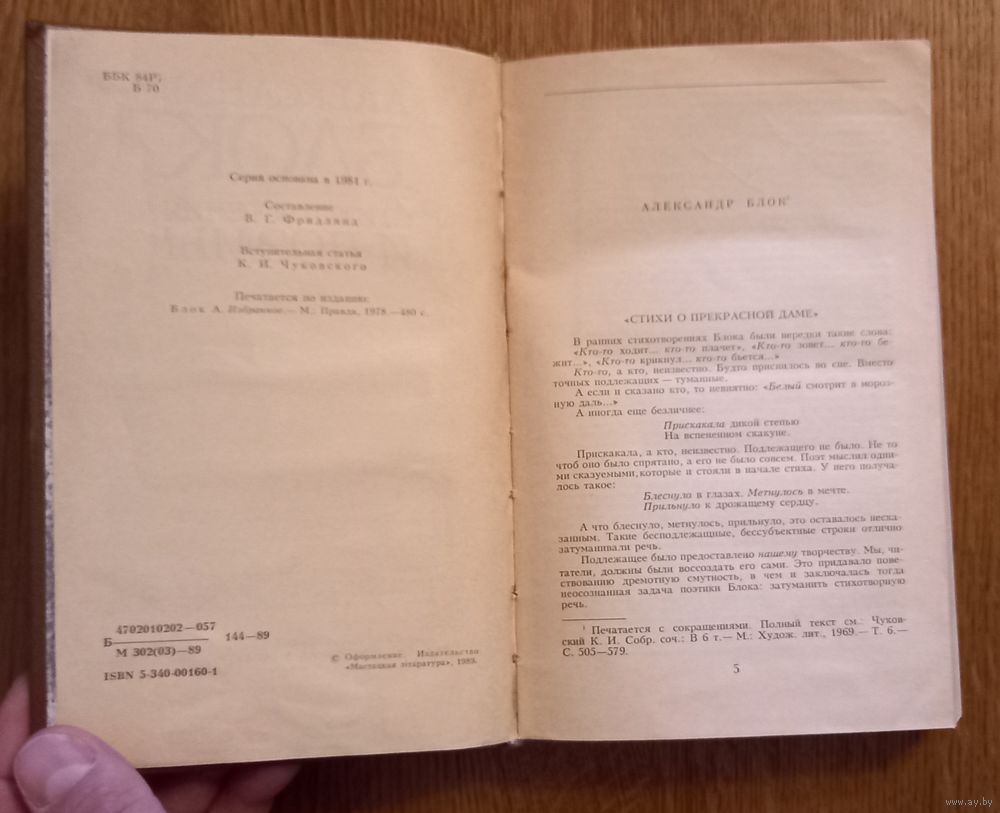 ББК 84Р7
Б 70
Серия основана в 1981 г.
Составление
В. Г. Фридлянд
Вступительная статья
К. И. Чуковского
Печатается по изданию:
Блок А. Избранное.— М.: Правда, 1978.—480 с.
4702010202—057
Б 144—89
М 302(03)—89
ISBN 5-340-00160-1
© Оформление. Издательство
«Мастацкая літаратура», 1989.
АЛЕКСАНДР БЛОК¹
«СТИХИ О ПРЕКРАСНОЙ ДАМЕ»
В ранних стихотворениях Блока были нередки такие слова:
«Кто-то ходит... кто-то плачет», «Кто-то зовет... кто-то бе-
жит...», «Кто-то крикнул... кто-то бьется...»
Кто-то, а кто, неизвестно. Будто приснилось во сне. Вместо
точных подлежащих — туманные.
А если и сказано кто, то невнятно: «Белый смотрит в мороз-
ную даль...»
А иногда еще безличнее:
Прискакала дикой степью
На вспененном скакуне.
Прискакала, а кто, неизвестно. Подлежащего не было. Не то
чтоб оно было спрятано, а его не было совсем. Поэт мыслил одни-
ми сказуемыми, которые и стояли в начале стиха. У него получа-
лось такое:
Блеснуло в глазах. Метнулось в мечте.
Прильнуло к дрожащему сердцу.
А что блеснуло, метнулось, прильнуло, это оставалось неска-
занным. Такие бесподлежащные, бессубъектные строки отлично
затуманивали речь.
Подлежащее было предоставлено нашему творчеству. Мы, чи-
татели, должны были воссоздать его сами. Это придавало пове-
ствованию дремотную смутность, в чем и заключалась тогда
неосознанная задача поэтики Блока: затуманить стихотворную
речь.
¹ Печатается с сокращениями. Полный текст см.: Чуков-
ский К. И. Собр. соч.: В 6 т.— М.: Худож. лит., 1969.— Т. 6.—
С. 505—579.
5
www.ay.by